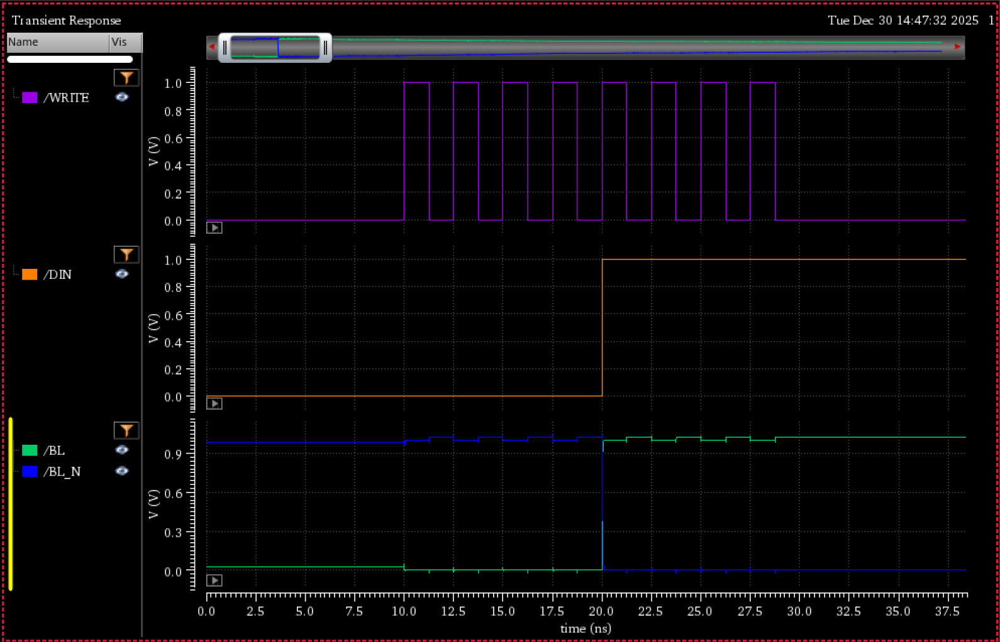 Transient Response
Tue Dec 30 14:47:32 2025 1
Name Vis
/WRITE
1.0
0.8
0.6
0.4
0.2
0.0
V (V)
/DIN
1.0
0.8
0.6
0.4
0.2
0.0
V (V)
/BL
/BL_N
0.9
0.6
0.3
0.0
V (V)
0.0 2.5 5.0 7.5 10.0 12.5 15.0 17.5 20.0 22.5 25.0 27.5 30.0 32.5 35.0 37.5
time (ns)